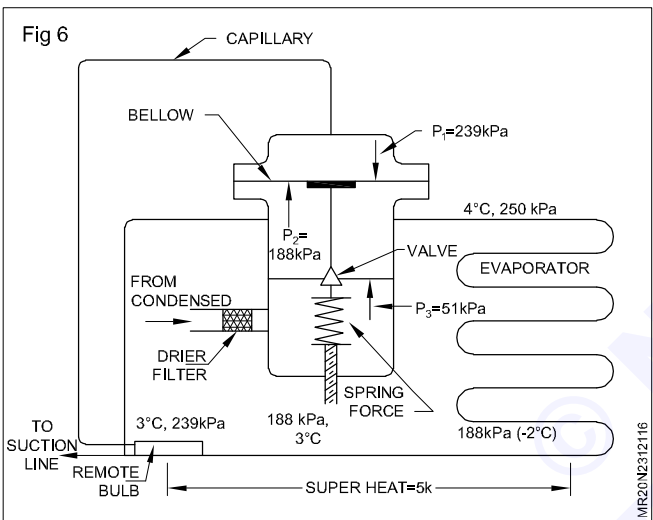 Fig 6
CAPILLARY
BELLOW
P₁=239kPa
P₂=
188kPa
4°C, 250 kPa
VALVE
EVAPORATOR
FROM
CONDENSED
P₃=51kPa
DRIER
FILTER
SPRING
FORCE
3°C, 239kPa
188 kPa,
3°C
188kPa (-2°C)
TO
SUCTION
LINE
REMOTE
BULB
SUPER HEAT=5k
MR20N2312116
©